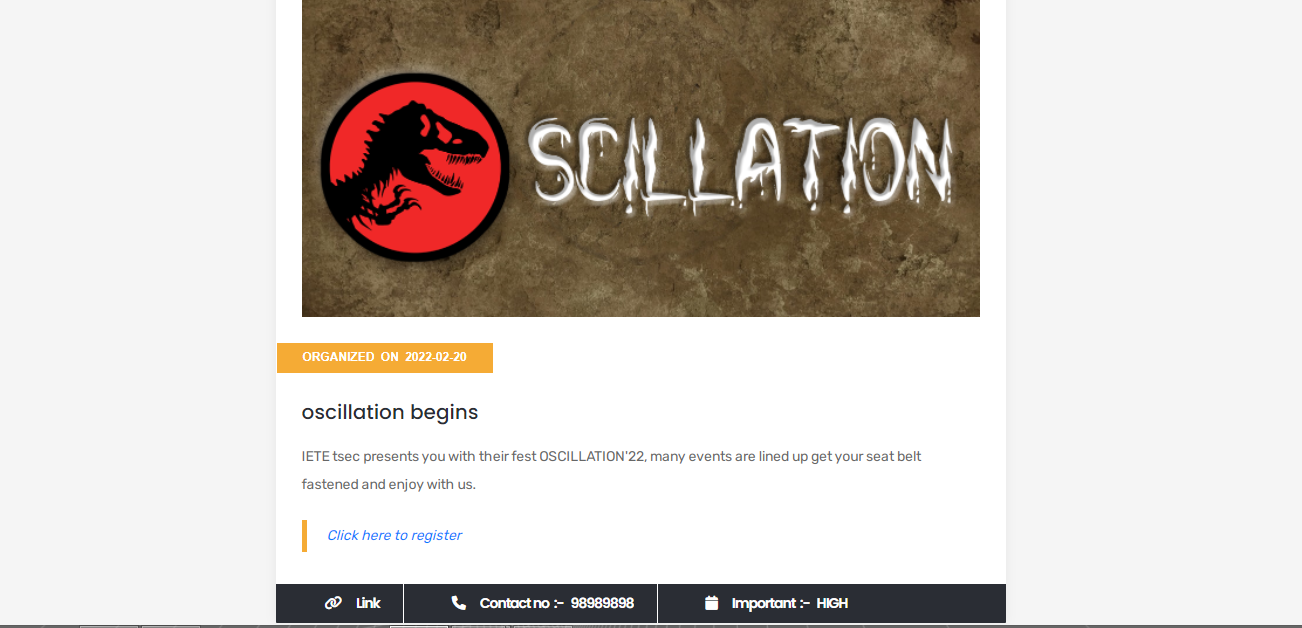 SCILLATION
ORGANIZED ON 2022-02-20
oscillation begins
IETE tsec presents you with their fest OSCILLATION'22, many events are lined up get your seat belt
fastened and enjoy with us.
Click here to register
Link Contact no :- 98989898 Important :- HIGH